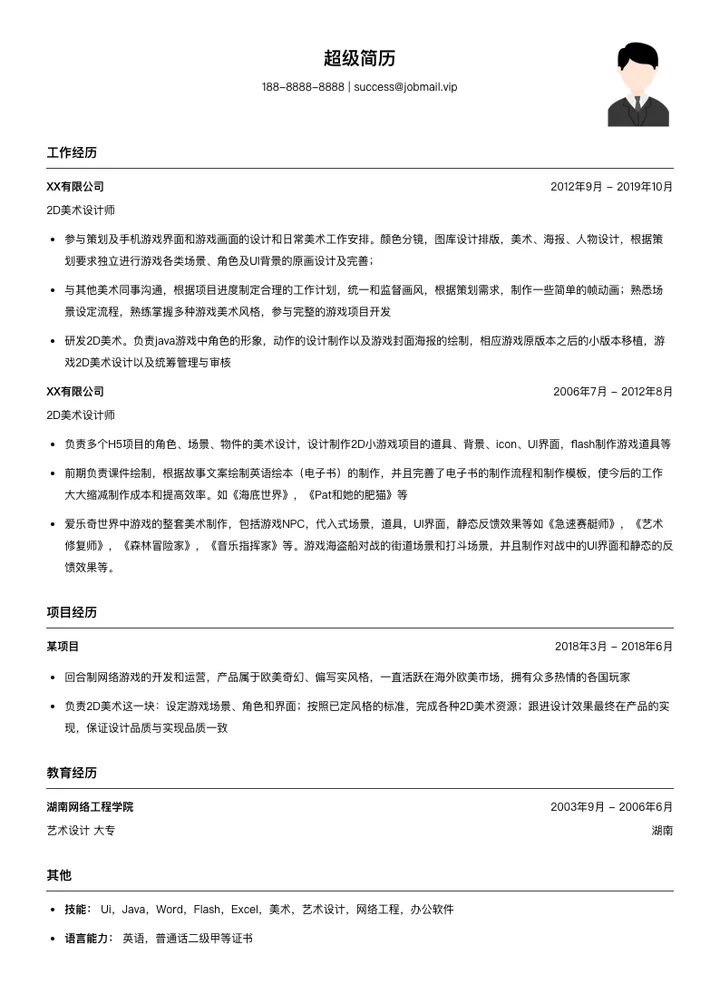 超级简历
188-8888-8888 | success@jobmail.vip
工作经历
XX有限公司 2012年9月 – 2019年10月
2D美术设计师
• 参与策划及手机游戏界面和游戏画面的设计和日常美术工作安排。颜色分镜，图库设计排版，美术、海报、人物设计，根据策
划要求独立进行游戏各类场景、角色及UI背景的原画设计及完善；
• 与其他美术同事沟通，根据项目进度制定合理的工作计划，统一和监督画风，根据策划需求，制作一些简单的帧动画；熟悉场
景设定流程，熟练掌握多种游戏美术风格，参与完整的游戏项目开发
• 研发2D美术。负责java游戏中角色的形象，动作的设计制作以及游戏封面海报的绘制，相应游戏原版本之后的小版本移植，游
戏2D美术设计以及统筹管理与审核
XX有限公司 2006年7月 – 2012年8月
2D美术设计师
• 负责多个H5项目的角色、场景、物件的美术设计，设计制作2D小游戏项目的道具、背景、icon、UI界面，flash制作游戏道具等
• 前期负责课件绘制，根据故事文案绘制英语绘本（电子书）的制作，并且完善了电子书的制作流程和制作模板，使今后的工作
大大缩减制作成本和提高效率。如《海底世界》，《Pat和她的肥猫》等
• 爱乐奇世界中游戏的整套美术制作，包括游戏NPC，代入式场景，道具，UI界面，静态反馈效果等如《急速赛艇师》，《艺术
修复师》，《森林冒险家》，《音乐指挥家》等。游戏海盗船对战的街道场景和打斗场景，并且制作对战中的UI界面和静态的反
馈效果等。
项目经历
某项目 2018年3月 – 2018年6月
• 回合制网络游戏的开发和运营，产品属于欧美奇幻、偏写实风格，一直活跃在海外欧美市场，拥有众多热情的各国玩家
• 负责2D美术这一块：设定游戏场景、角色和界面；按照已定风格的标准，完成各种2D美术资源；跟进设计效果最终在产品的实
现，保证设计品质与实现品质一致
教育经历
湖南网络工程学院 2003年9月 – 2006年6月
艺术设计 大专 湖南
其他
• 技能： Ui，Java，Word，Flash，Excel，美术，艺术设计，网络工程，办公软件
• 语言能力： 英语，普通话二级甲等证书